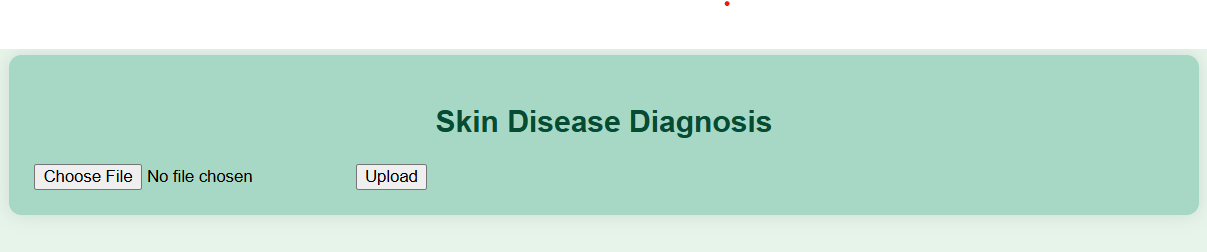 Skin Disease Diagnosis
Choose File No file chosen Upload